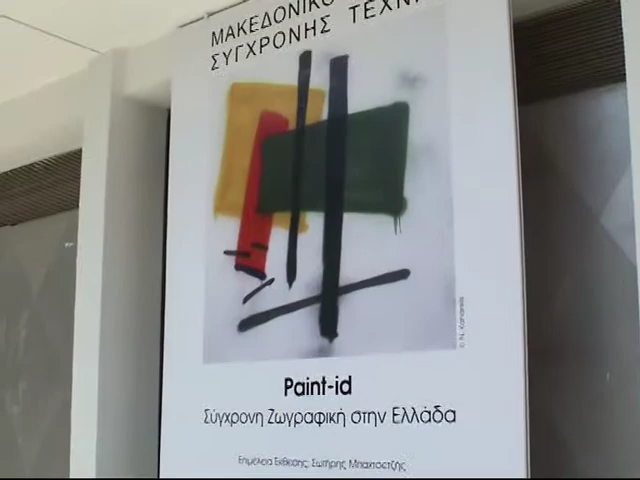 ΜΑΚΕΔΟΝΙΚΟ
ΣΥΓΧΡΟΝΗΣ ΤΕΧΝ
Paint-id
Σύγχρονη Ζωγραφική στην Ελλάδα
Επιμέλεια Έκθεσης: Σωτήρης Μπαχτσετζής